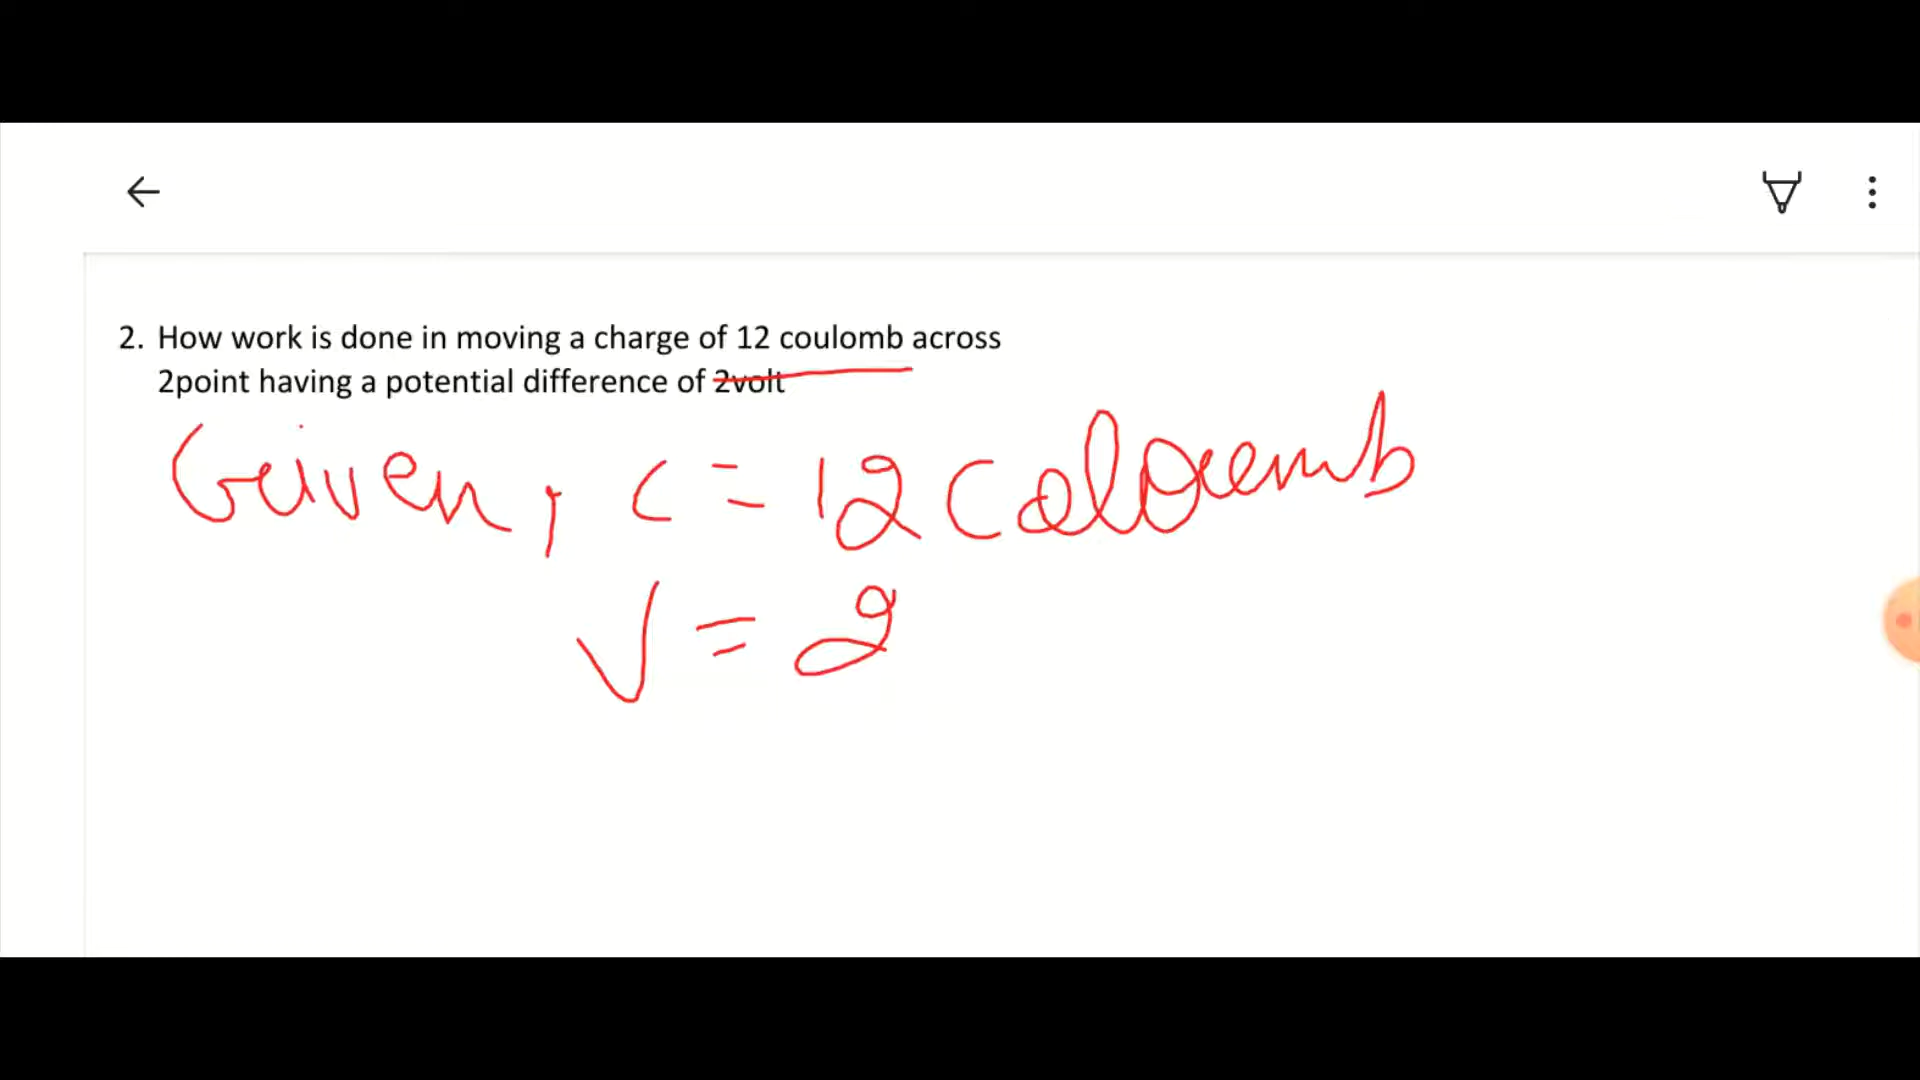 2. How work is done in moving a charge of 12 coulomb across
2point having a potential difference of 2volt
Given, c = 12 Coloumb
V = 2